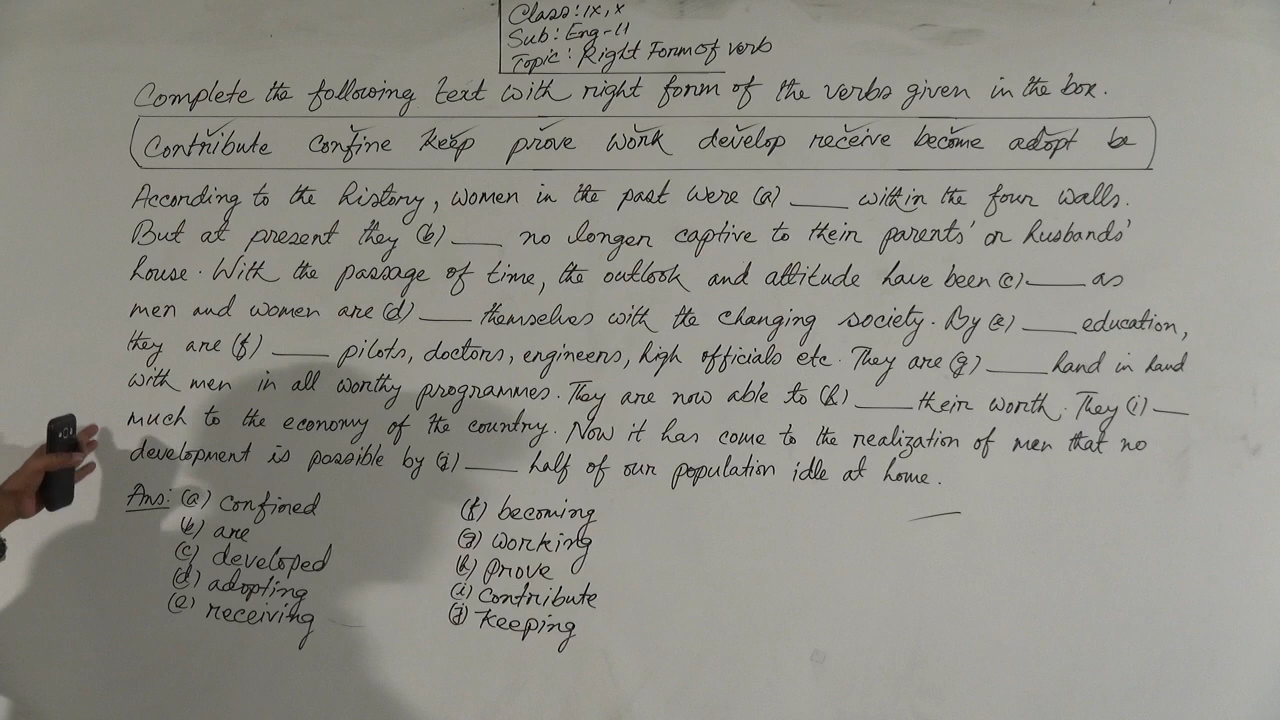 Class: IX, X
Sub: Eng-II
Topic: Right Form of verb
Complete the following text with right form of the verbs given in the box.
Contribute confine keep prove work develop receive become adopt be
According to the history, women in the past were (a) ____ within the four walls.
But at present they (b) ____ no longer captive to their parents' or husbands'
house. With the passage of time, the outlook and attitude have been (c) ____ as
men and women are (d) ____ themselves with the changing society. By (e) ____ education,
they are (f) ____ pilots, doctors, engineers, high officials etc. They are (g) ____ hand in hand
with men in all worthy programmes. They are now able to (h) ____ their worth. They (i) ____
much to the economy of the country. Now it has come to the realization of men that no
development is possible by (j) ____ half of our population idle at home.
Ans: (a) confined (f) becoming
(b) are (g) working
(c) developed (h) prove
(d) adopting (i) contribute
(e) receiving (j) keeping